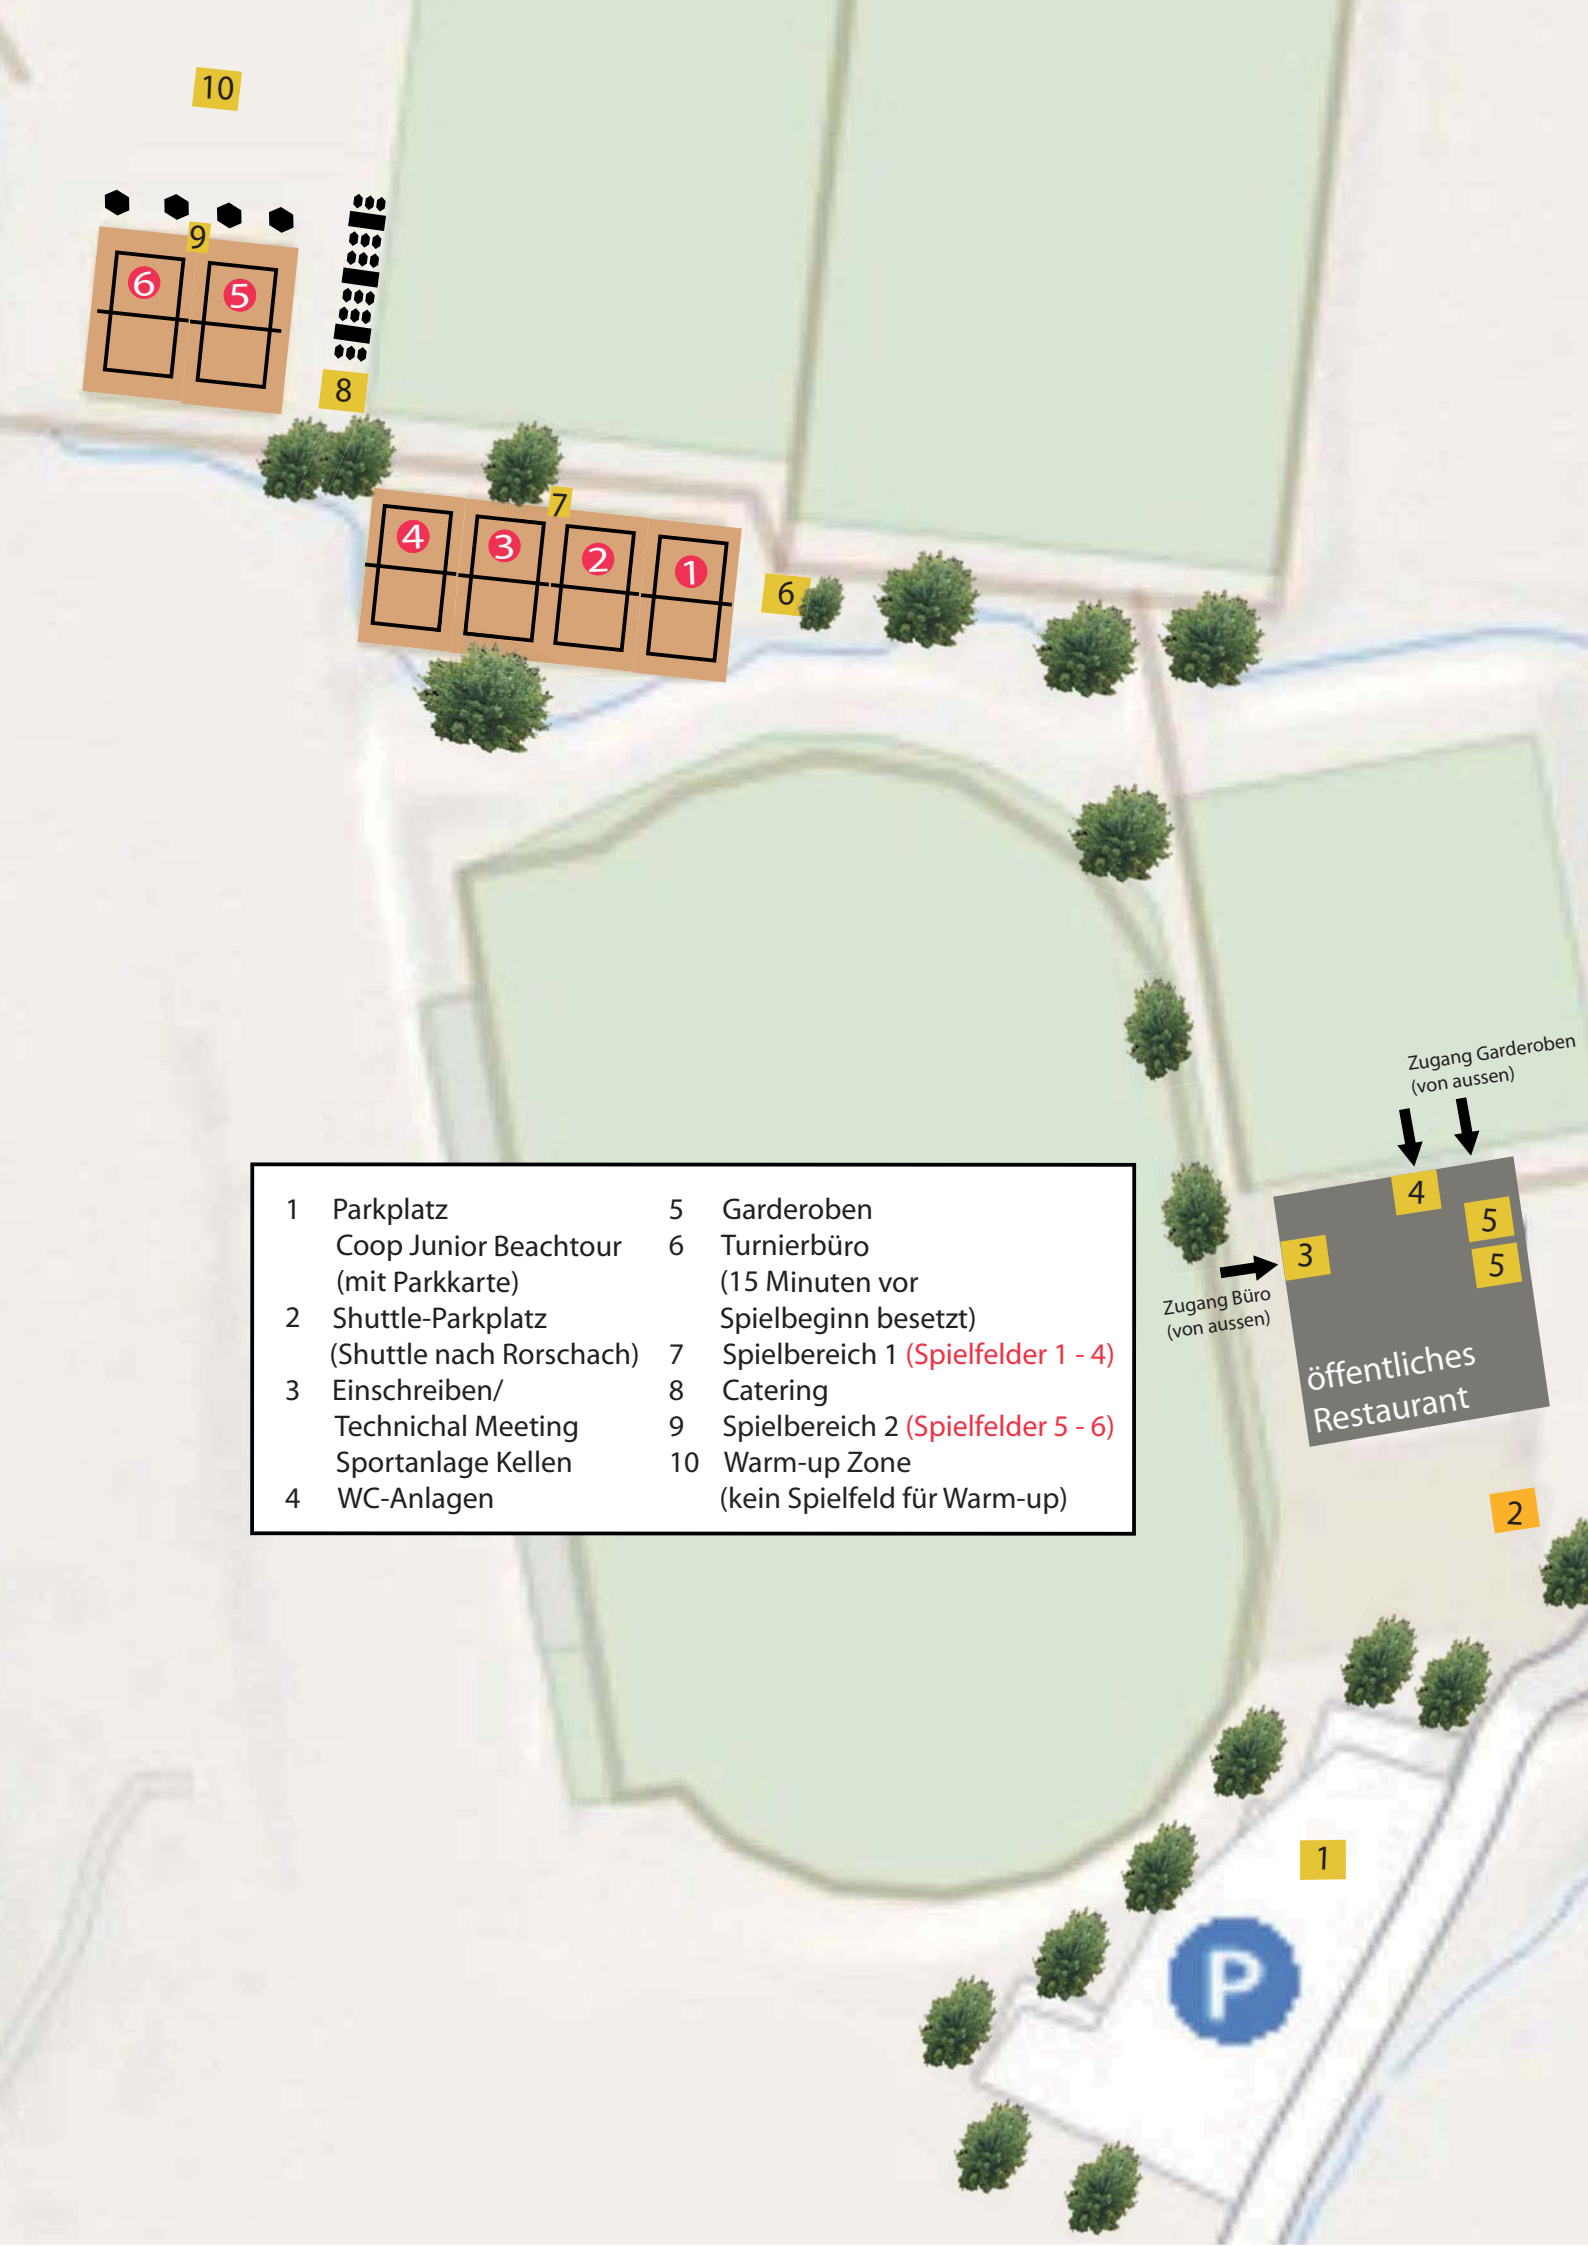 10
9
6
5
8
7
4
3
2
1
6
Zugang Garderoben
(von aussen)
4
5
3
5
Zugang Büro
(von aussen)
öffentliches
Restaurant
1 Parkplatz
Coop Junior Beachtour
(mit Parkkarte)
2 Shuttle-Parkplatz
(Shuttle nach Rorschach)
3 Einschreiben/
Technichal Meeting
Sportanlage Kellen
4 WC-Anlagen
5 Garderoben
6 Turnierbüro
(15 Minuten vor
Spielbeginn besetzt)
7 Spielbereich 1 (Spielfelder 1 - 4)
8 Catering
9 Spielbereich 2 (Spielfelder 5 - 6)
10 Warm-up Zone
(kein Spielfeld für Warm-up)
2
1
P